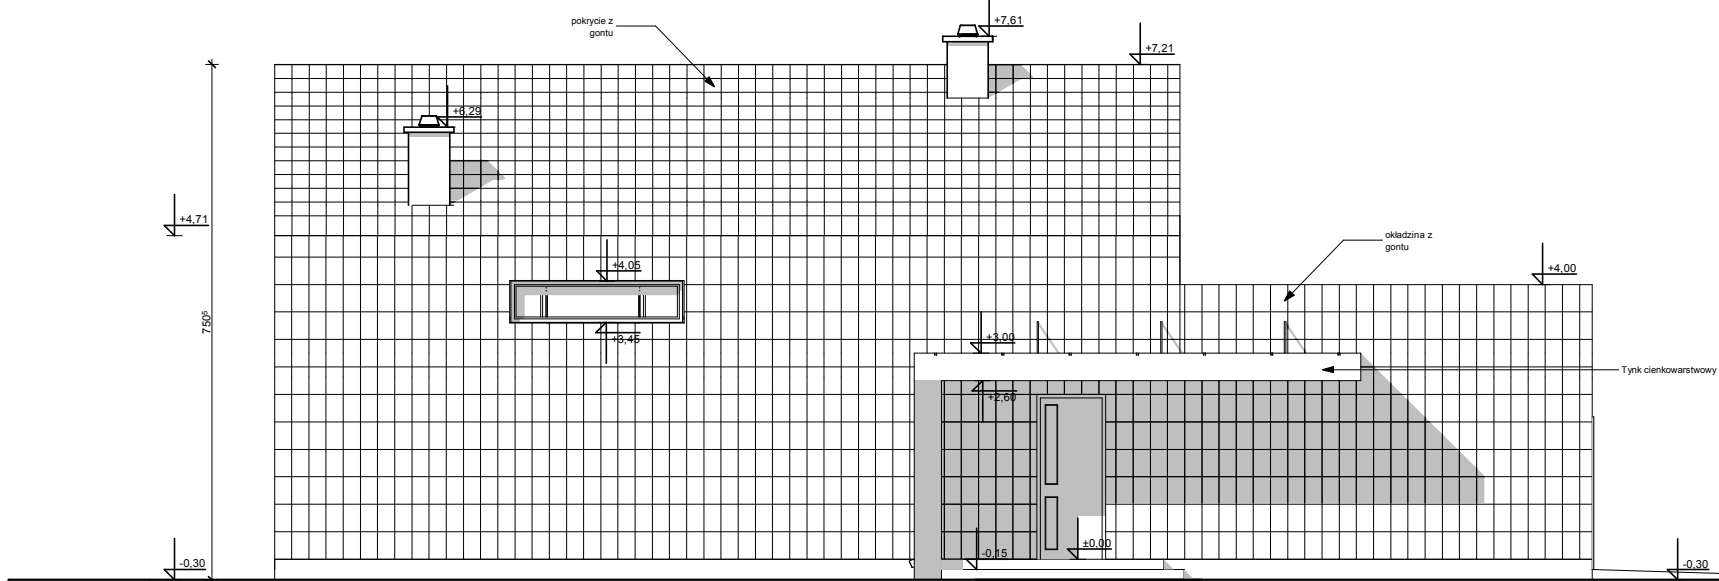 pokrycie z
gontu
+7,61
+7,21
+6,29
+4,71
okładzina z
gontu
+4,05
+4,00
750⁵
+3,45
+3,00
Tynk cienkowarstwowy
+2,60
±0,00
-0,15
-0,30
-0,30